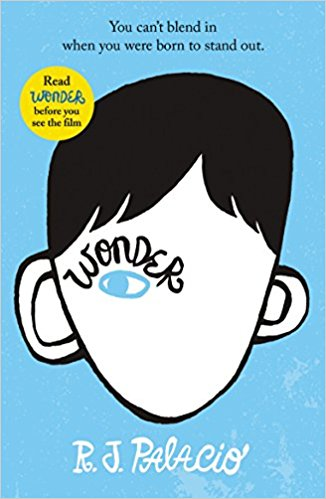 You can't blend in
when you were born to stand out.
Read
WONDER
before you
see the film
WONDER
R. J. PALACIO